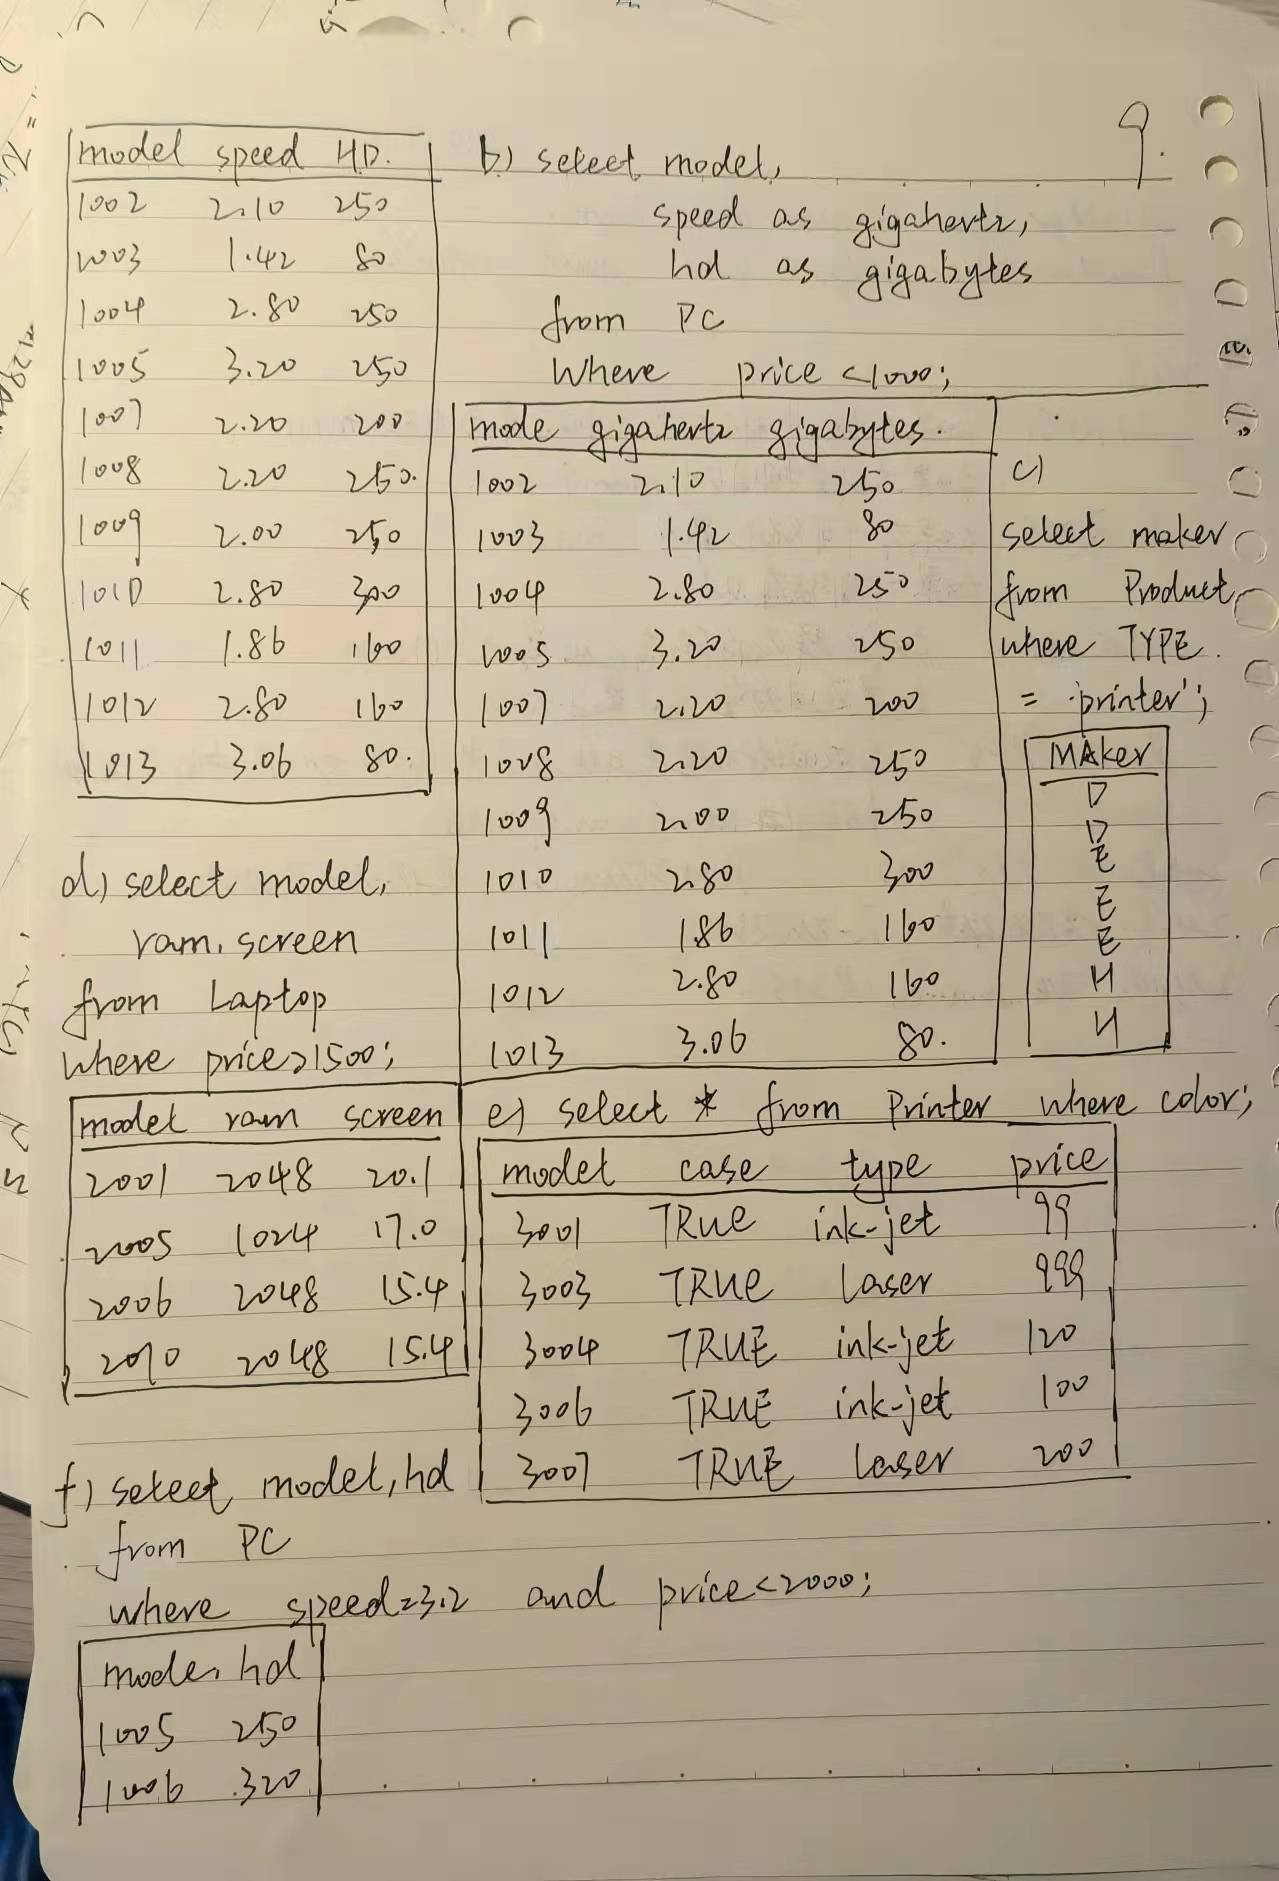 9.
model speed HD.
1002 2.10 250
1003 1.42 80
1004 2.80 250
1005 3.20 250
1007 2.20 200
1008 2.20 250.
1009 2.00 250
1010 2.80 300
1011 1.86 160
1012 2.80 160
1013 3.06 80.
b) select model,
speed as gigahertz,
hd as gigabytes
from PC
Where price <1000;
mode gigahertz gigabytes.
1002 2.10 250
1003 1.42 80
1004 2.80 250
1005 3.20 250
1007 2.20 200
1008 2.20 250
1009 2.00 250
1010 2.80 300
1011 1.86 160
1012 2.80 160
1013 3.06 80.
c)
select maker
from Product
where TYPE
= 'printer';
MAker
D
D
E
E
E
H
H
d) select model,
ram, screen
from Laptop
where price>1500;
model ram screen
2001 2048 20.1
2005 1024 17.0
2006 2048 15.4
2010 2048 15.4
e) select * from Printer where color;
model case type price
3001 TRUe ink-jet 99
3003 TRUe laser 999
3004 TRUE ink-jet 120
3006 TRUE ink-jet 100
3007 TRUE laser 200
f) select model, hd
from PC
where speed=3.2 and price<2000;
mode, hd
1005 250
1006 320